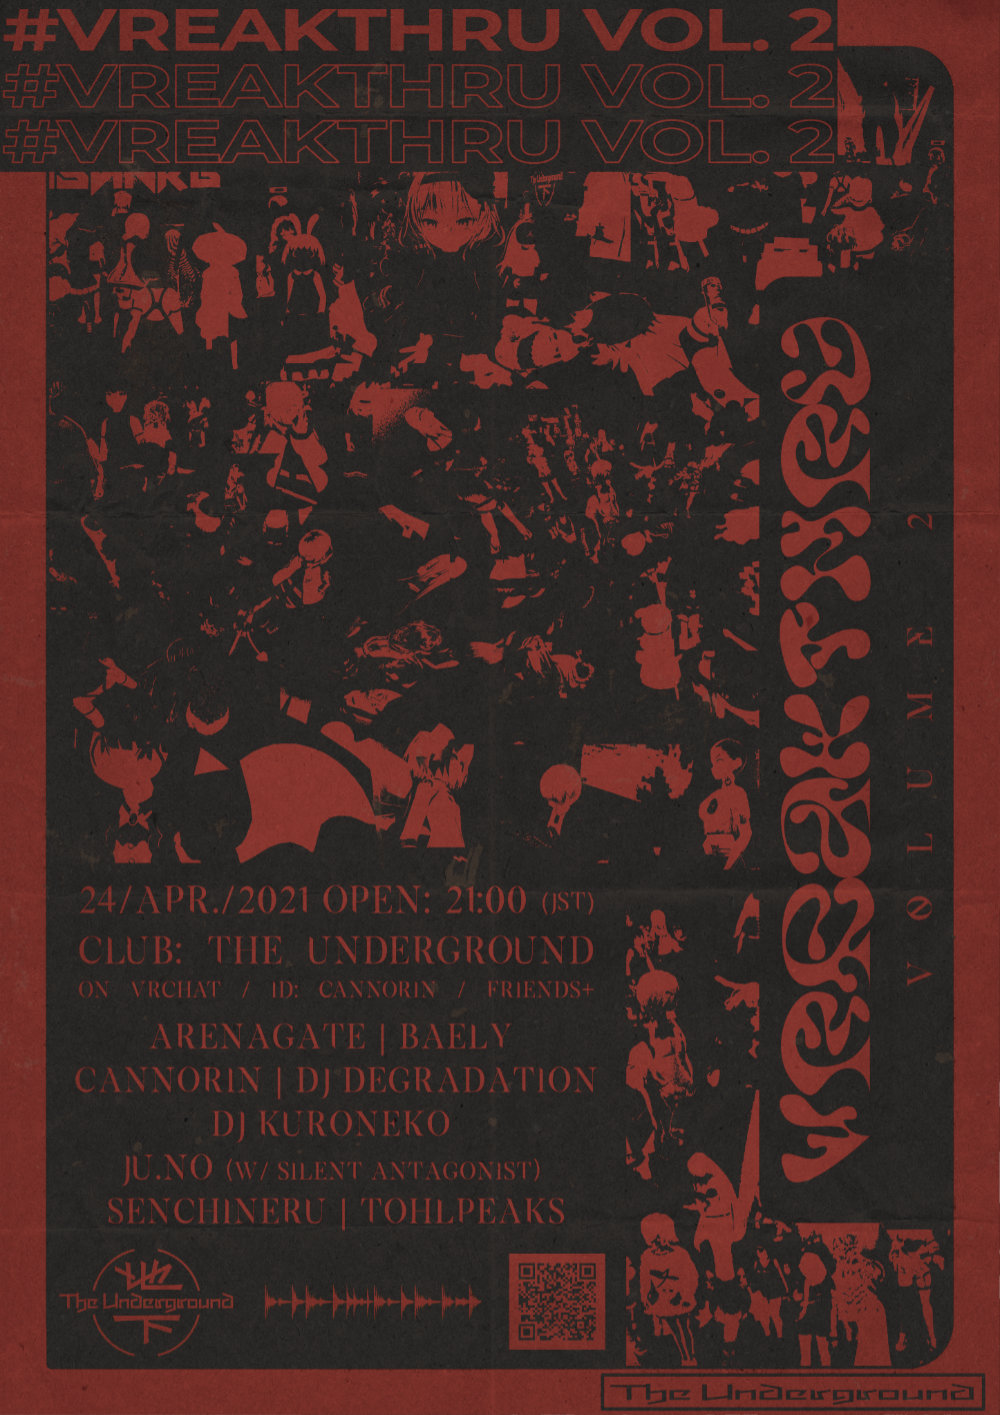 #VREAKTHRU VOL. 2
#VREAKTHRU VOL. 2
#VREAKTHRU VOL. 2
VREAKTHRU
VØLUME 2
24/APR./2021 OPEN: 21:00 (JST)
CLUB: THE UNDERGROUND
ON VRCHAT / ID: CANNORIN / FRIENDS+
ARENAGATE | BAELY
CANNORIN | DJ DEGRADATION
DJ KURONEKO
JU.NO (W/ SILENT ANTAGONIST)
SENCHINERU | TOHLPEAKS
地
The Underground
下
The Underground